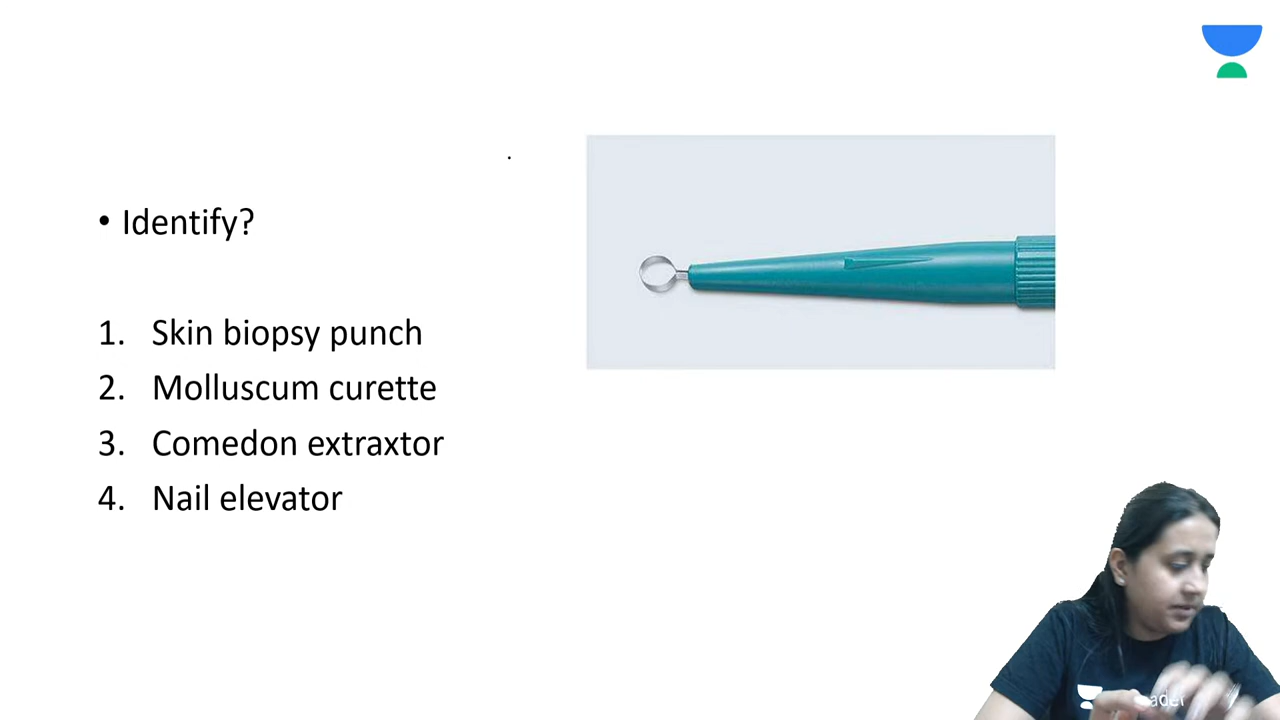 • Identify?
1. Skin biopsy punch
2. Molluscum curette
3. Comedon extraxtor
4. Nail elevator